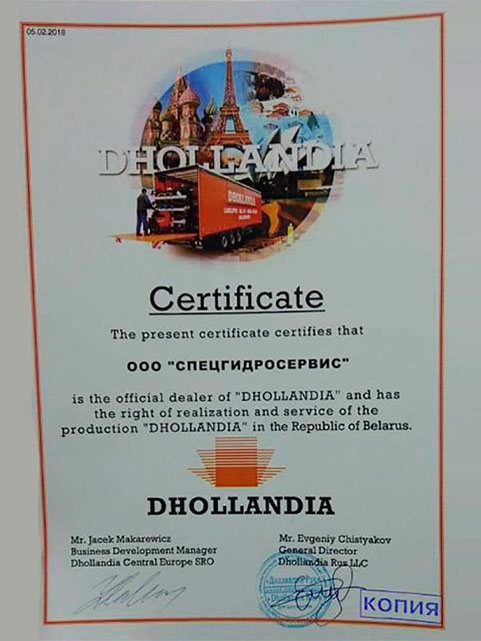 05.02.2018
DHOLLANDIA
DHOLLANDIA
Certificate
The present certificate certifies that
ООО "СПЕЦГИДРОСЕРВИС"
is the official dealer of "DHOLLANDIA" and has
the right of realization and service of the
production "DHOLLANDIA" in the Republic of Belarus.
DHOLLANDIA
Mr. Jacek Makarewicz
Business Development Manager
Dhollandia Central Europe SRO
Mr. Evgeniy Chistyakov
General Director
Dhollandia Rus LLC
КОПИЯ